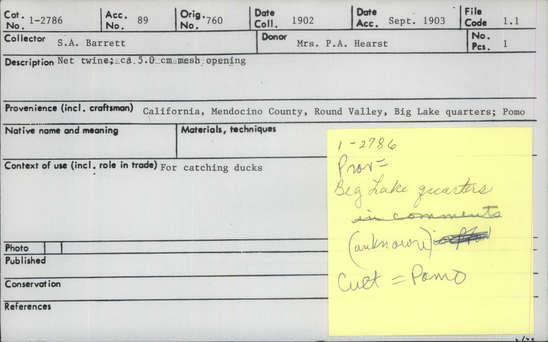 Cat. No. 1-2786 Acc. No. 89 Orig. No. 760 Date Coll. 1902 Date Acc. Sept. 1903 File Code 1.1
Collector S.A. Barrett Donor Mrs. P.A. Hearst No. Pcs. 1
Description Net twine; ca 5.0 cm mesh opening
Provenience (incl. craftsman) California, Mendocino County, Round Valley, Big Lake quarters; Pomo
Native name and meaning Materials, techniques
Context of use (incl. role in trade) For catching ducks
Photo
Published
Conservation
References
1-2786
Prov=
Big Lake quarters
in comments
(unknown)
Cult = Pomo